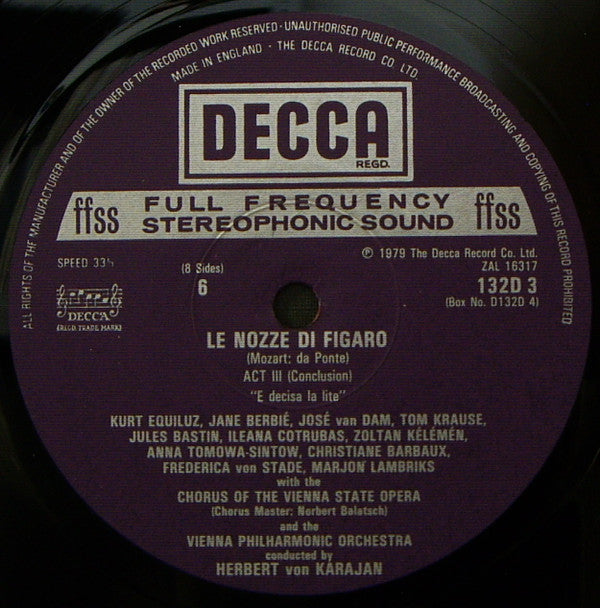 ALL RIGHTS OF THE MANUFACTURER AND OF THE OWNER OF THE RECORDED WORK RESERVED · UNAUTHORISED PUBLIC PERFORMANCE BROADCASTING AND COPYING OF THIS RECORD PROHIBITED
MADE IN ENGLAND · THE DECCA RECORD CO LTD.
DECCA
REGD.
ffss FULL FREQUENCY STEREOPHONIC SOUND ffss
℗ 1979 The Decca Record Co. Ltd.
SPEED 33⅓
(8 Sides)
ZAL 16317
6
132D 3
(Box No. D132D 4)
DECCA
(REGD. TRADE MARK)
LE NOZZE DI FIGARO
(Mozart: da Ponte)
ACT III (Conclusion)
"E decisa la lite"
KURT EQUILUZ, JANE BERBIÉ, JOSÉ van DAM, TOM KRAUSE,
JULES BASTIN, ILEANA COTRUBAS, ZOLTAN KÉLÉMÉN,
ANNA TOMOWA-SINTOW, CHRISTIANE BARBAUX,
FREDERICA von STADE, MARJON LAMBRIKS
with the
CHORUS OF THE VIENNA STATE OPERA
(Chorus Master: Norbert Balatsch)
and the
VIENNA PHILHARMONIC ORCHESTRA
conducted by
HERBERT von KARAJAN